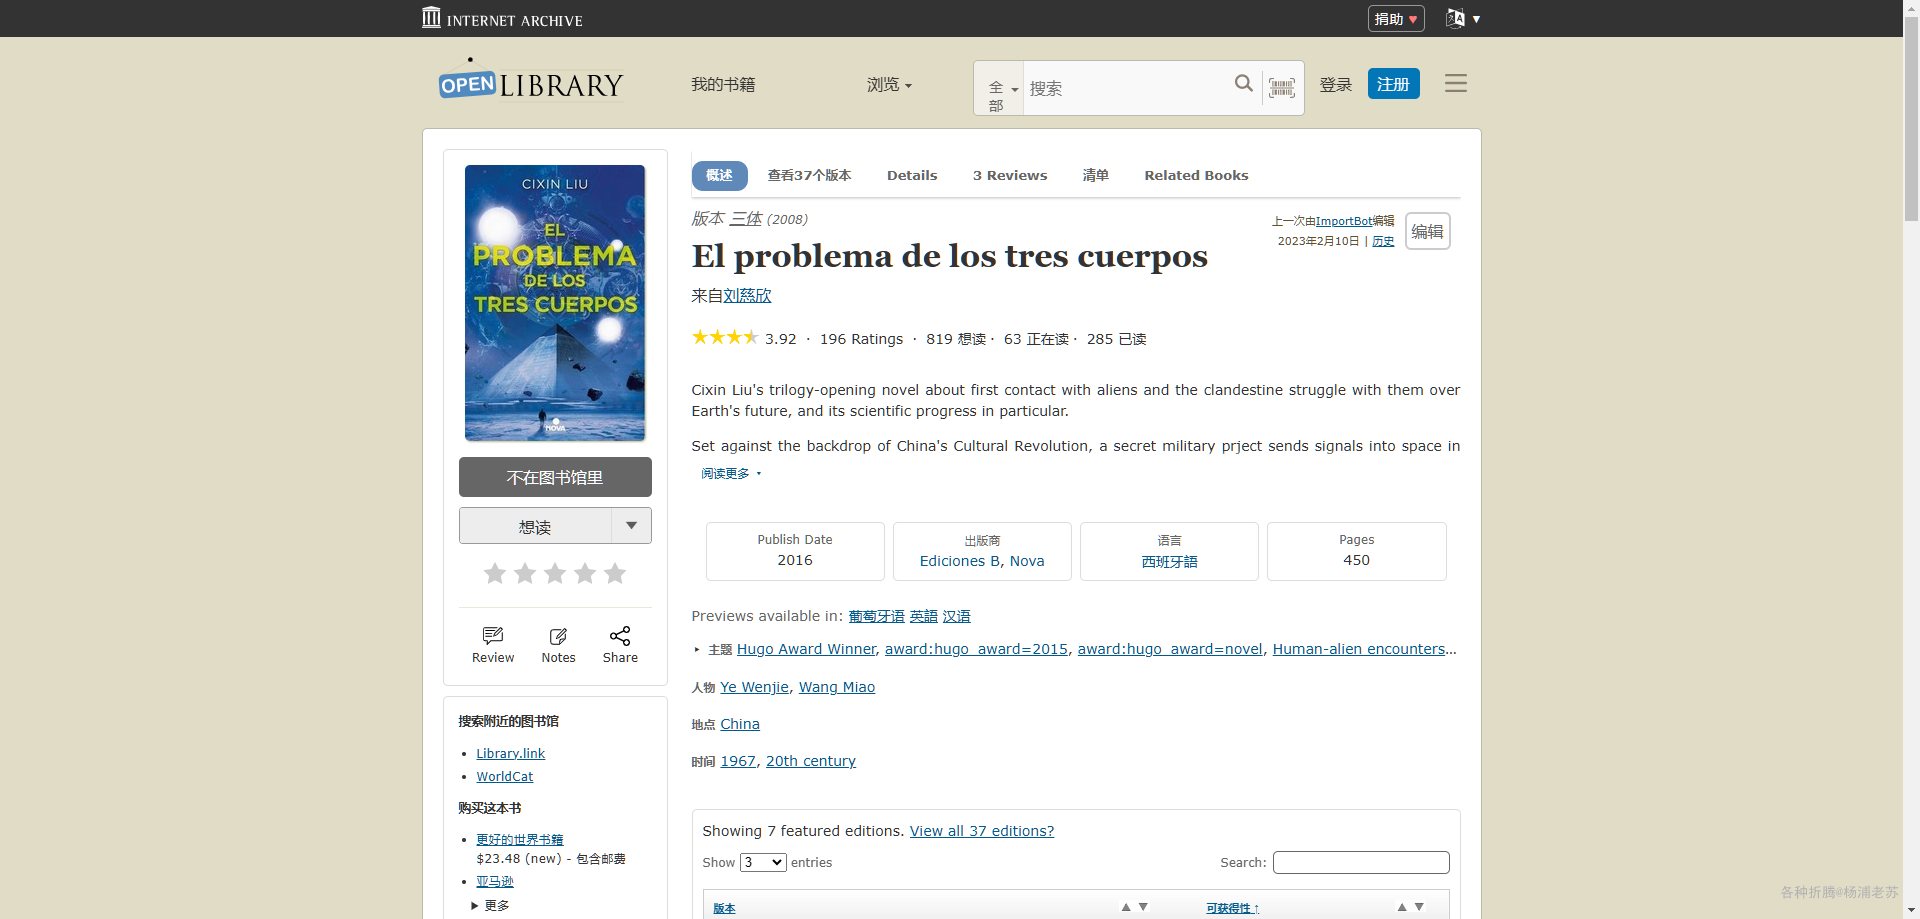 INTERNET ARCHIVE
捐助 ♥
OPEN LIBRARY
我的书籍
浏览
全部
搜索
登录
注册
CIXIN LIU
EL
PROBLEMA
DE LOS
TRES CUERPOS
NOVA
不在图书馆里
想读
Review
Notes
Share
搜索附近的图书馆
Library.link
WorldCat
购买这本书
更好的世界书籍
$23.48 (new) - 包含邮费
亚马逊
更多
概述
查看37个版本
Details
3 Reviews
清单
Related Books
版本 三体 (2008)
上一次由ImportBot编辑
2023年2月10日 | 历史
编辑
El problema de los tres cuerpos
来自刘慈欣
3.92 · 196 Ratings · 819 想读 · 63 正在读 · 285 已读
Cixin Liu's trilogy-opening novel about first contact with aliens and the clandestine struggle with them over
Earth's future, and its scientific progress in particular.
Set against the backdrop of China's Cultural Revolution, a secret military prject sends signals into space in
阅读更多
Publish Date
2016
出版商
Ediciones B, Nova
语言
西班牙語
Pages
450
Previews available in: 葡萄牙语 英語 汉语
主题 Hugo Award Winner, award:hugo_award=2015, award:hugo_award=novel, Human-alien encounters...
人物 Ye Wenjie, Wang Miao
地点 China
时间 1967, 20th century
Showing 7 featured editions. View all 37 editions?
Show 3 entries
Search:
版本
可获得性 ↑
各种折腾@杨浦老苏